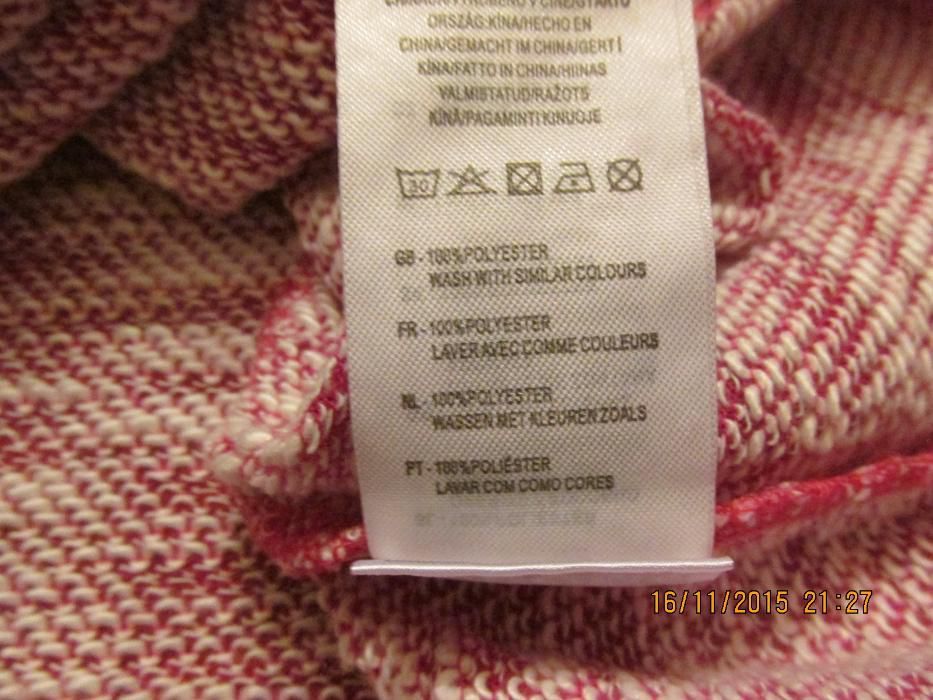 ORSZÁG:KÍNA/HECHO EN
CHINA/GEMACHT IM CHINA/GERT Í
KÍNA/FATTO IN CHINA/HIINAS
VALMISTATUD/RAŽOTS
KĪNĀ/PAGAMINTI KINIJOJE
30
GB - 100%POLYESTER
WASH WITH SIMILAR COLOURS
FR - 100%POLYESTER
LAVER AVEC COMME COULEURS
NL - 100%POLYESTER
WASSEN MET KLEUREN ZOALS
PT - 100%POLIÉSTER
LAVAR COM COMO CORES
16/11/2015 21:27